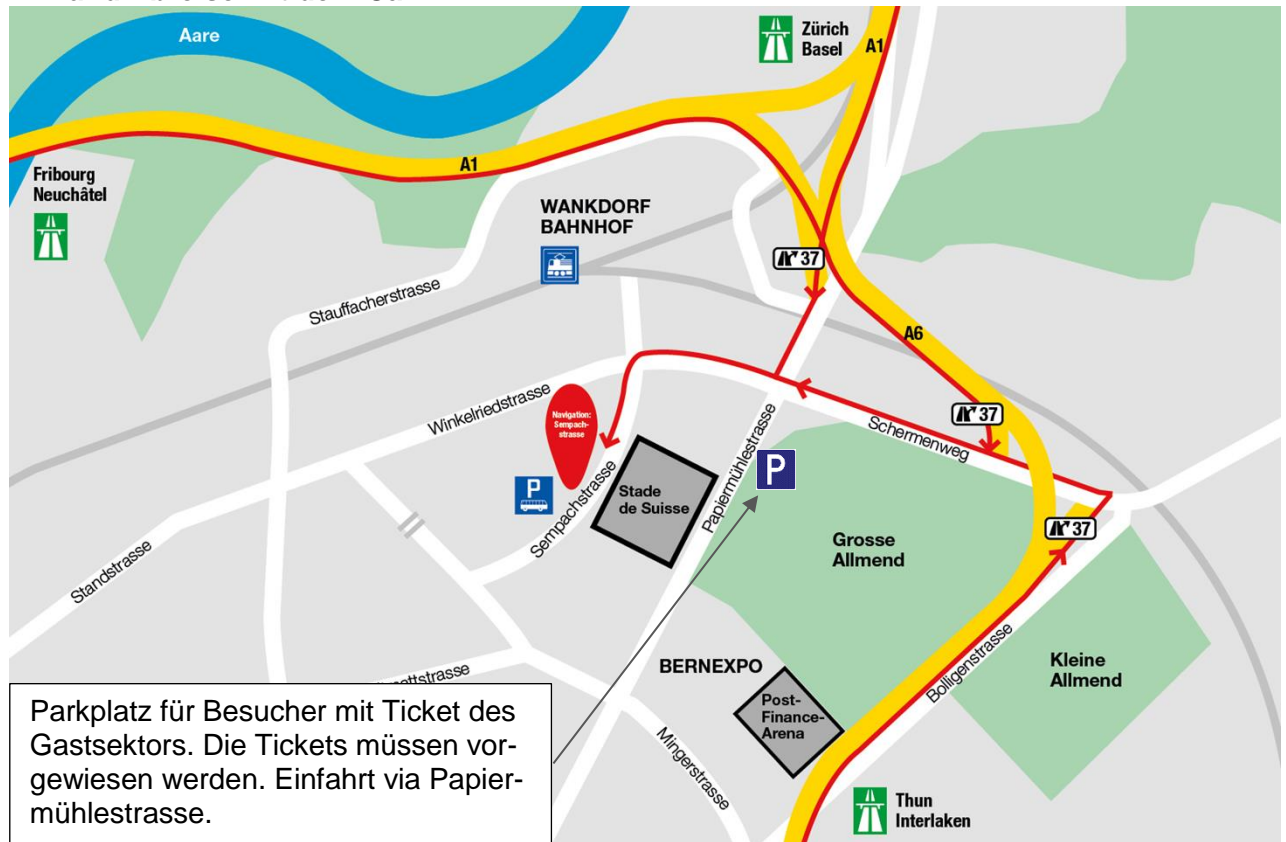 Aare
Zürich
Basel
A1
A1
Fribourg
Neuchâtel
WANKDORF
BAHNHOF
37
Stauffacherstrasse
A6
Winkelriedstrasse
Navigation:
Sempach-
strasse
37
Schermenweg
P
P
Papiermühlestrasse
Stade
de Suisse
Sempachstrasse
37
Grosse
Allmend
Standstrasse
Kleine
Allmend
BERNEXPO
Bolligenstrasse
Post-
Finance-
Arena
Mingerstrasse
Parkplatz für Besucher mit Ticket des
Gastsektors. Die Tickets müssen vor-
gewiesen werden. Einfahrt via Papier-
mühlestrasse.
Thun
Interlaken